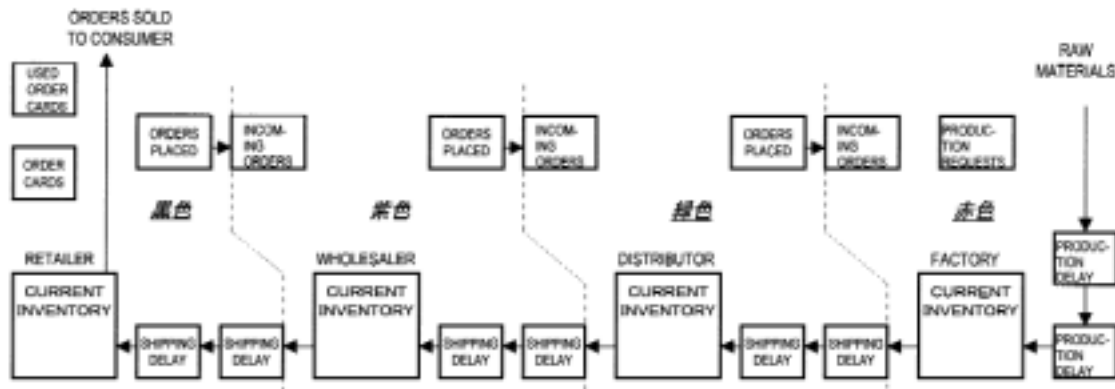 ORDERS SOLD
TO CONSUMER
USED
ORDER
CARDS
ORDER
CARDS
ORDERS
PLACED
INCOM-
ING
ORDERS
ORDERS
PLACED
INCOM-
ING
ORDERS
ORDERS
PLACED
INCOM-
ING
ORDERS
PRODUC-
TION
REQUESTS
RAW
MATERIALS
黒色
紫色
緑色
赤色
RETAILER
CURRENT
INVENTORY
SHIPPING
DELAY
SHIPPING
DELAY
WHOLESALER
CURRENT
INVENTORY
SHIPPING
DELAY
SHIPPING
DELAY
DISTRIBUTOR
CURRENT
INVENTORY
SHIPPING
DELAY
SHIPPING
DELAY
FACTORY
CURRENT
INVENTORY
PRODUC-
TION
DELAY
PRODUC-
TION
DELAY